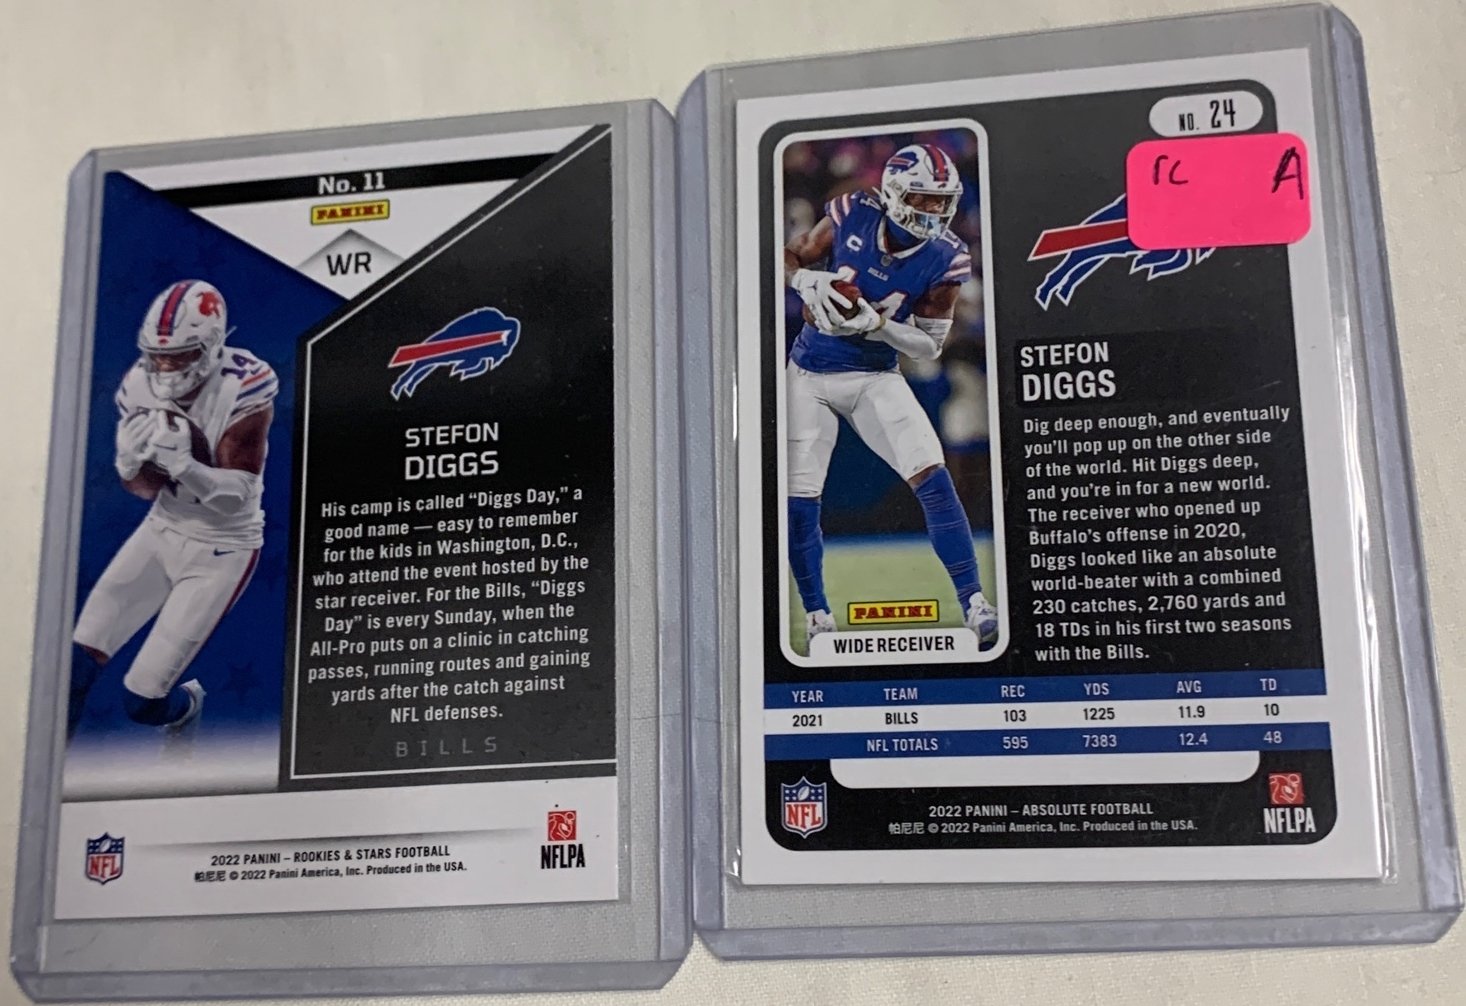 No. 11
PANINI
WR
14
STEFON
DIGGS
His camp is called “Diggs Day,” a
good name — easy to remember
for the kids in Washington, D.C.,
who attend the event hosted by the
star receiver. For the Bills, “Diggs
Day” is every Sunday, when the
All-Pro puts on a clinic in catching
passes, running routes and gaining
yards after the catch against
NFL defenses.
BILLS
NFL
2022 PANINI – ROOKIES & STARS FOOTBALL
帕尼尼 © 2022 Panini America, Inc. Produced in the USA.
NFLPA
NO. 24
rc A
C
BILLS
14
STEFON
DIGGS
Dig deep enough, and eventually
you'll pop up on the other side
of the world. Hit Diggs deep,
and you're in for a new world.
The receiver who opened up
Buffalo's offense in 2020,
Diggs looked like an absolute
world-beater with a combined
230 catches, 2,760 yards and
18 TDs in his first two seasons
with the Bills.
PANINI
WIDE RECEIVER
YEAR TEAM REC YDS AVG TD
2021 BILLS 103 1225 11.9 10
NFL TOTALS 595 7383 12.4 48
NFL
2022 PANINI – ABSOLUTE FOOTBALL
帕尼尼 © 2022 Panini America, Inc. Produced in the USA.
NFLPA